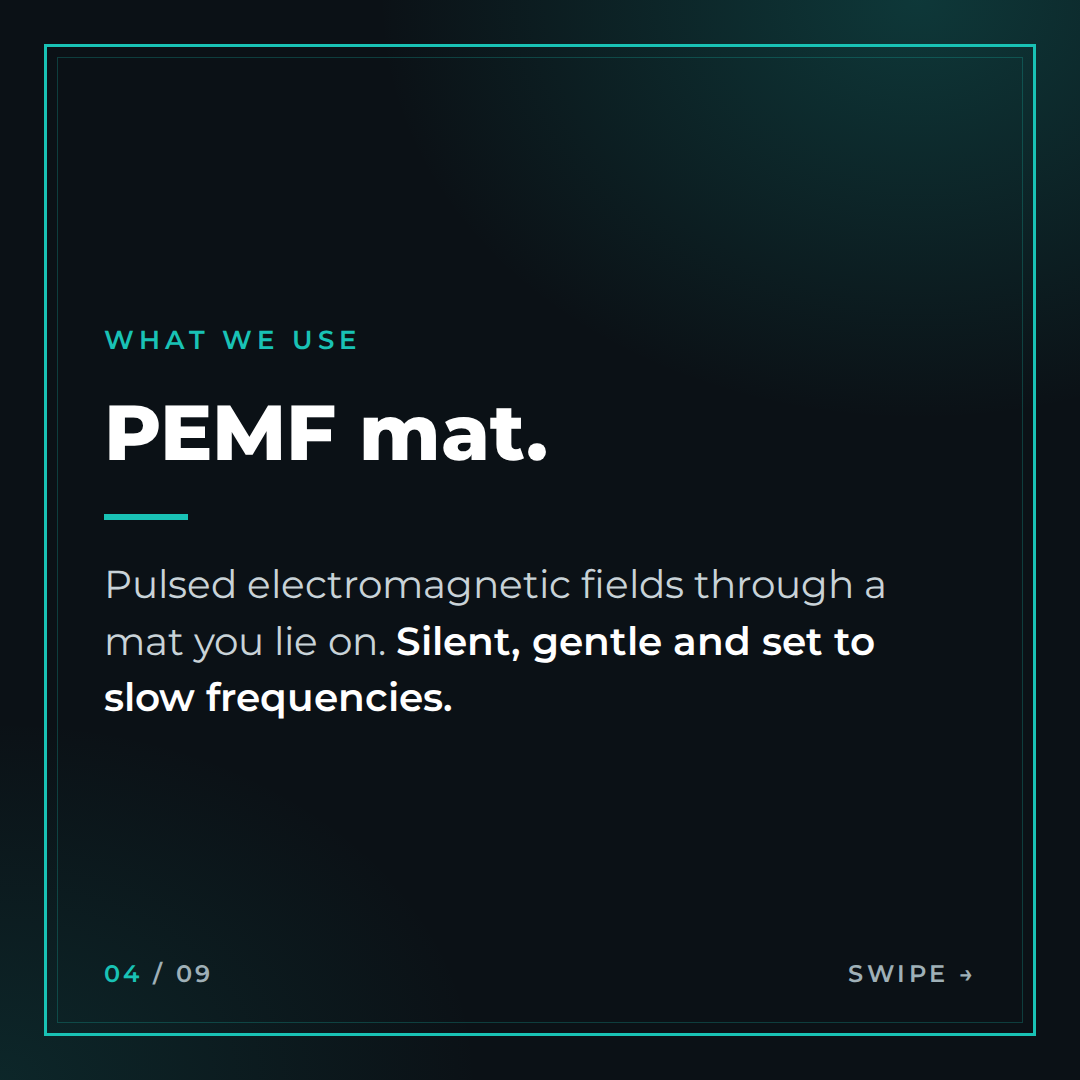 WHAT WE USE
PEMF mat.
Pulsed electromagnetic fields through a
mat you lie on. Silent, gentle and set to
slow frequencies.
04 / 09
SWIPE →